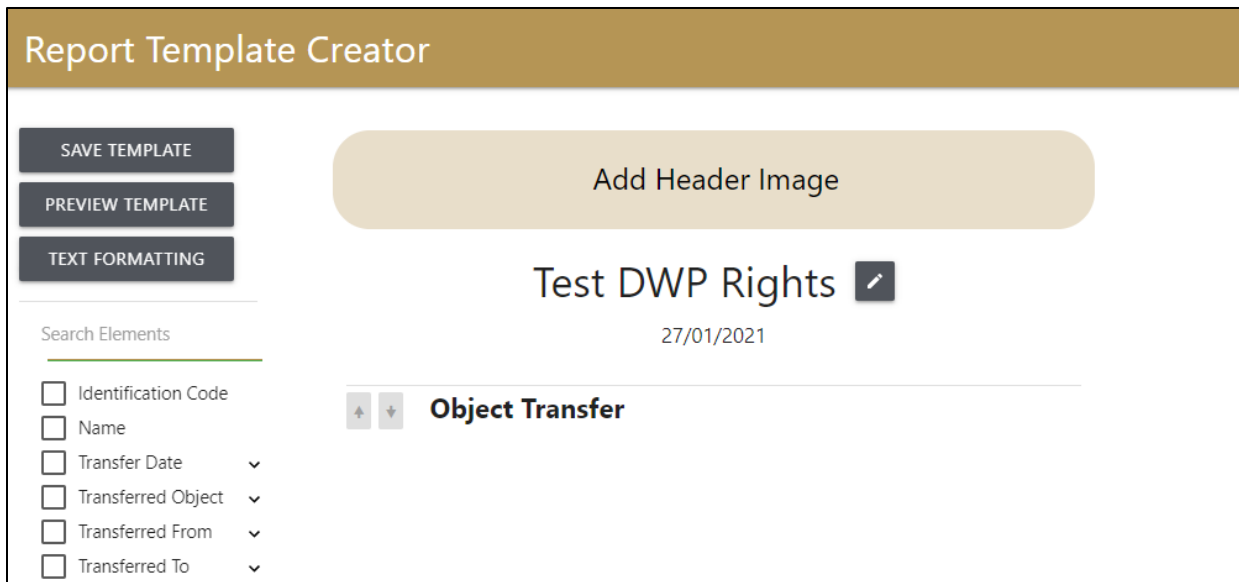 Report Template Creator
SAVE TEMPLATE
PREVIEW TEMPLATE
TEXT FORMATTING
Search Elements
Identification Code
Name
Transfer Date
Transferred Object
Transferred From
Transferred To
Add Header Image
Test DWP Rights
27/01/2021
Object Transfer